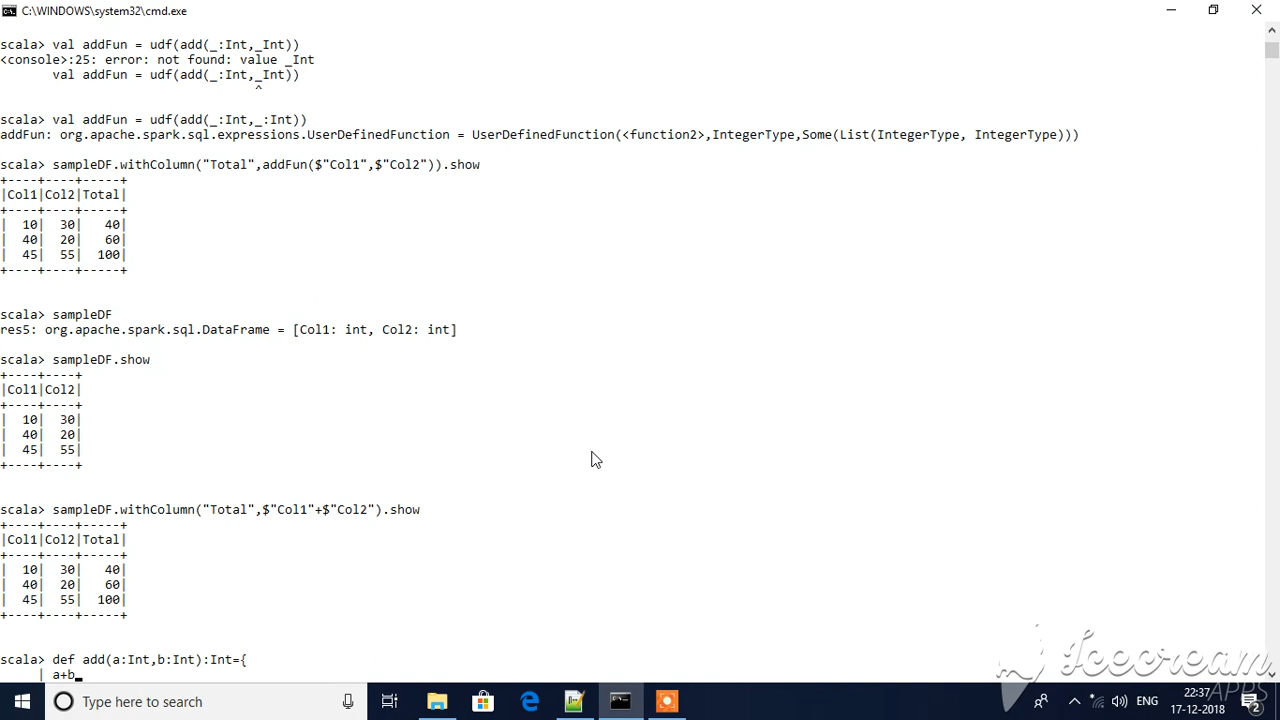 C:\WINDOWS\system32\cmd.exe
scala> val addFun = udf(add(_:Int,_Int))
<console>:25: error: not found: value _Int
       val addFun = udf(add(_:Int,_Int))
                                  ^
scala> val addFun = udf(add(_:Int,_:Int))
addFun: org.apache.spark.sql.expressions.UserDefinedFunction = UserDefinedFunction(<function2>,IntegerType,Some(List(IntegerType, IntegerType)))
scala> sampleDF.withColumn("Total",addFun($"Col1",$"Col2")).show
+----+----+-----+
|Col1|Col2|Total|
+----+----+-----+
|  10|  30|   40|
|  40|  20|   60|
|  45|  55|  100|
+----+----+-----+
scala> sampleDF
res5: org.apache.spark.sql.DataFrame = [Col1: int, Col2: int]
scala> sampleDF.show
+----+----+
|Col1|Col2|
+----+----+
|  10|  30|
|  40|  20|
|  45|  55|
+----+----+
scala> sampleDF.withColumn("Total",$"Col1"+$"Col2").show
+----+----+-----+
|Col1|Col2|Total|
+----+----+-----+
|  10|  30|   40|
|  40|  20|   60|
|  45|  55|  100|
+----+----+-----+
scala> def add(a:Int,b:Int):Int={
     | a+b_
Icecream
APPS
Type here to search
ENG
22:37
17-12-2018
2